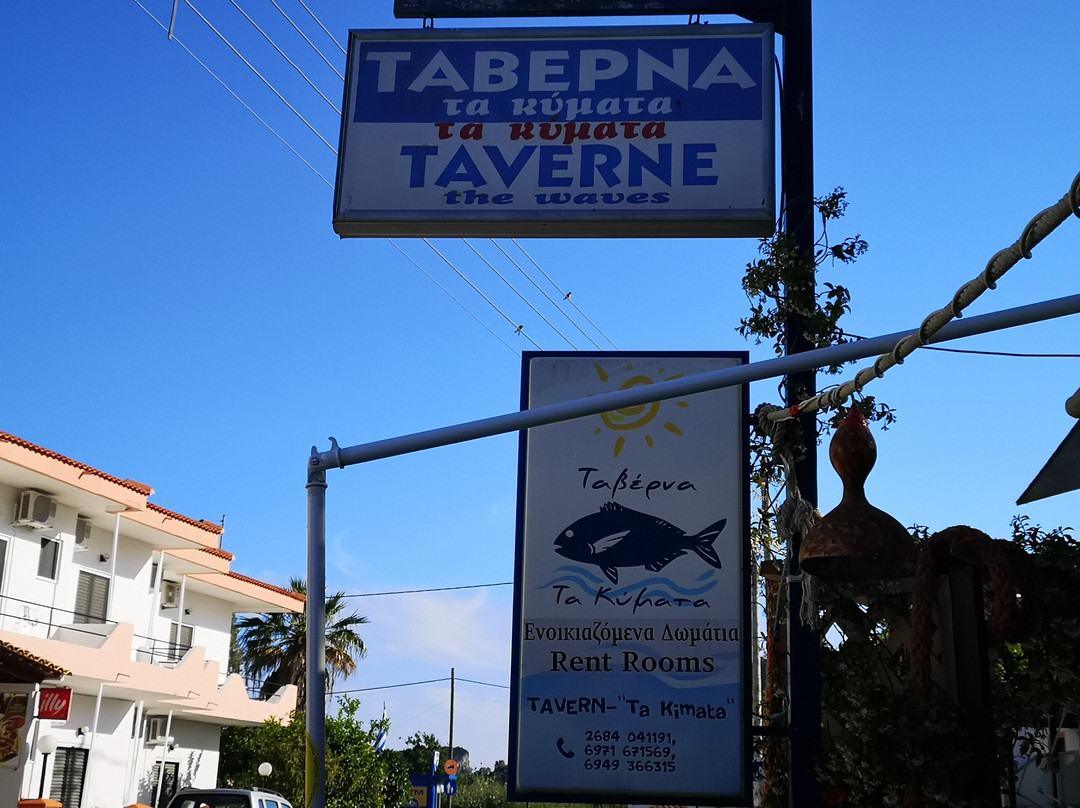 ΤΑΒΕΡΝΑ
τα κύματα
τα κύματα
TAVERNE
the waves
Ταβέρνα
Τα Κύματα
Ενοικιαζόμενα Δωμάτια
Rent Rooms
TAVERN-"Ta Kimata"
2684 041191,
6971 671569,
6949 366315
illy